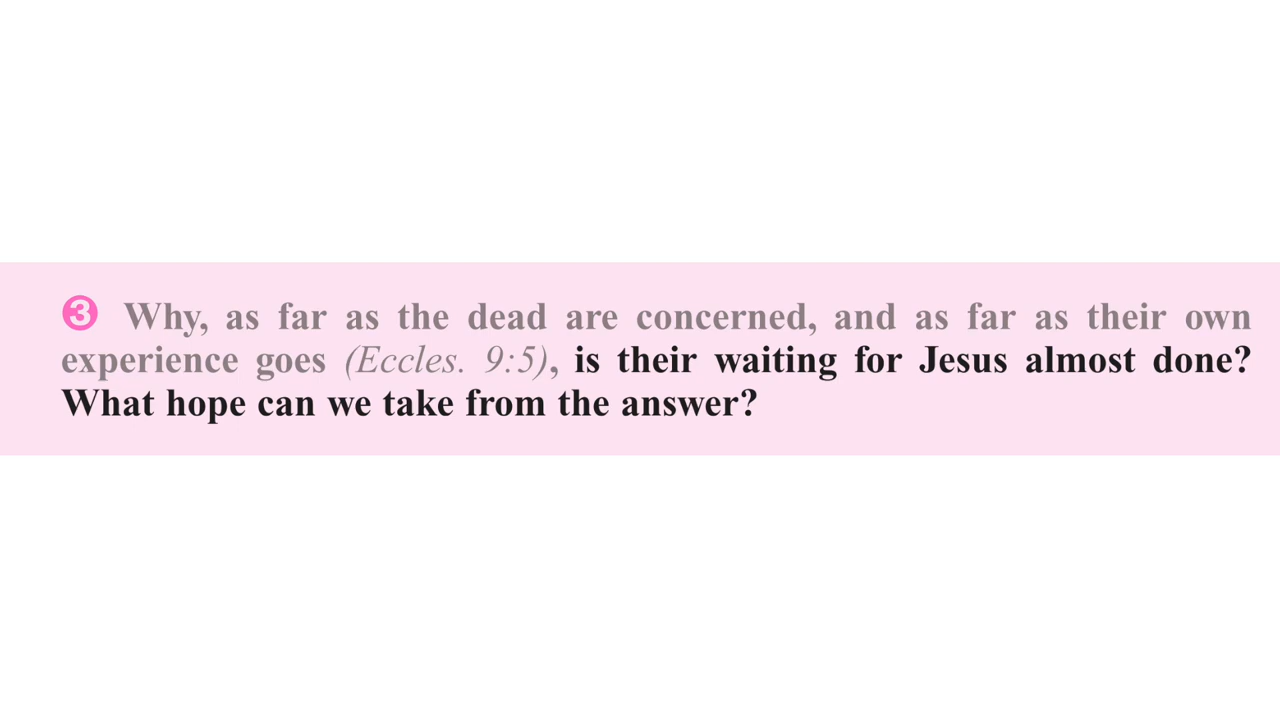 ❸ Why, as far as the dead are concerned, and as far as their own
experience goes (Eccles. 9:5), is their waiting for Jesus almost done?
What hope can we take from the answer?